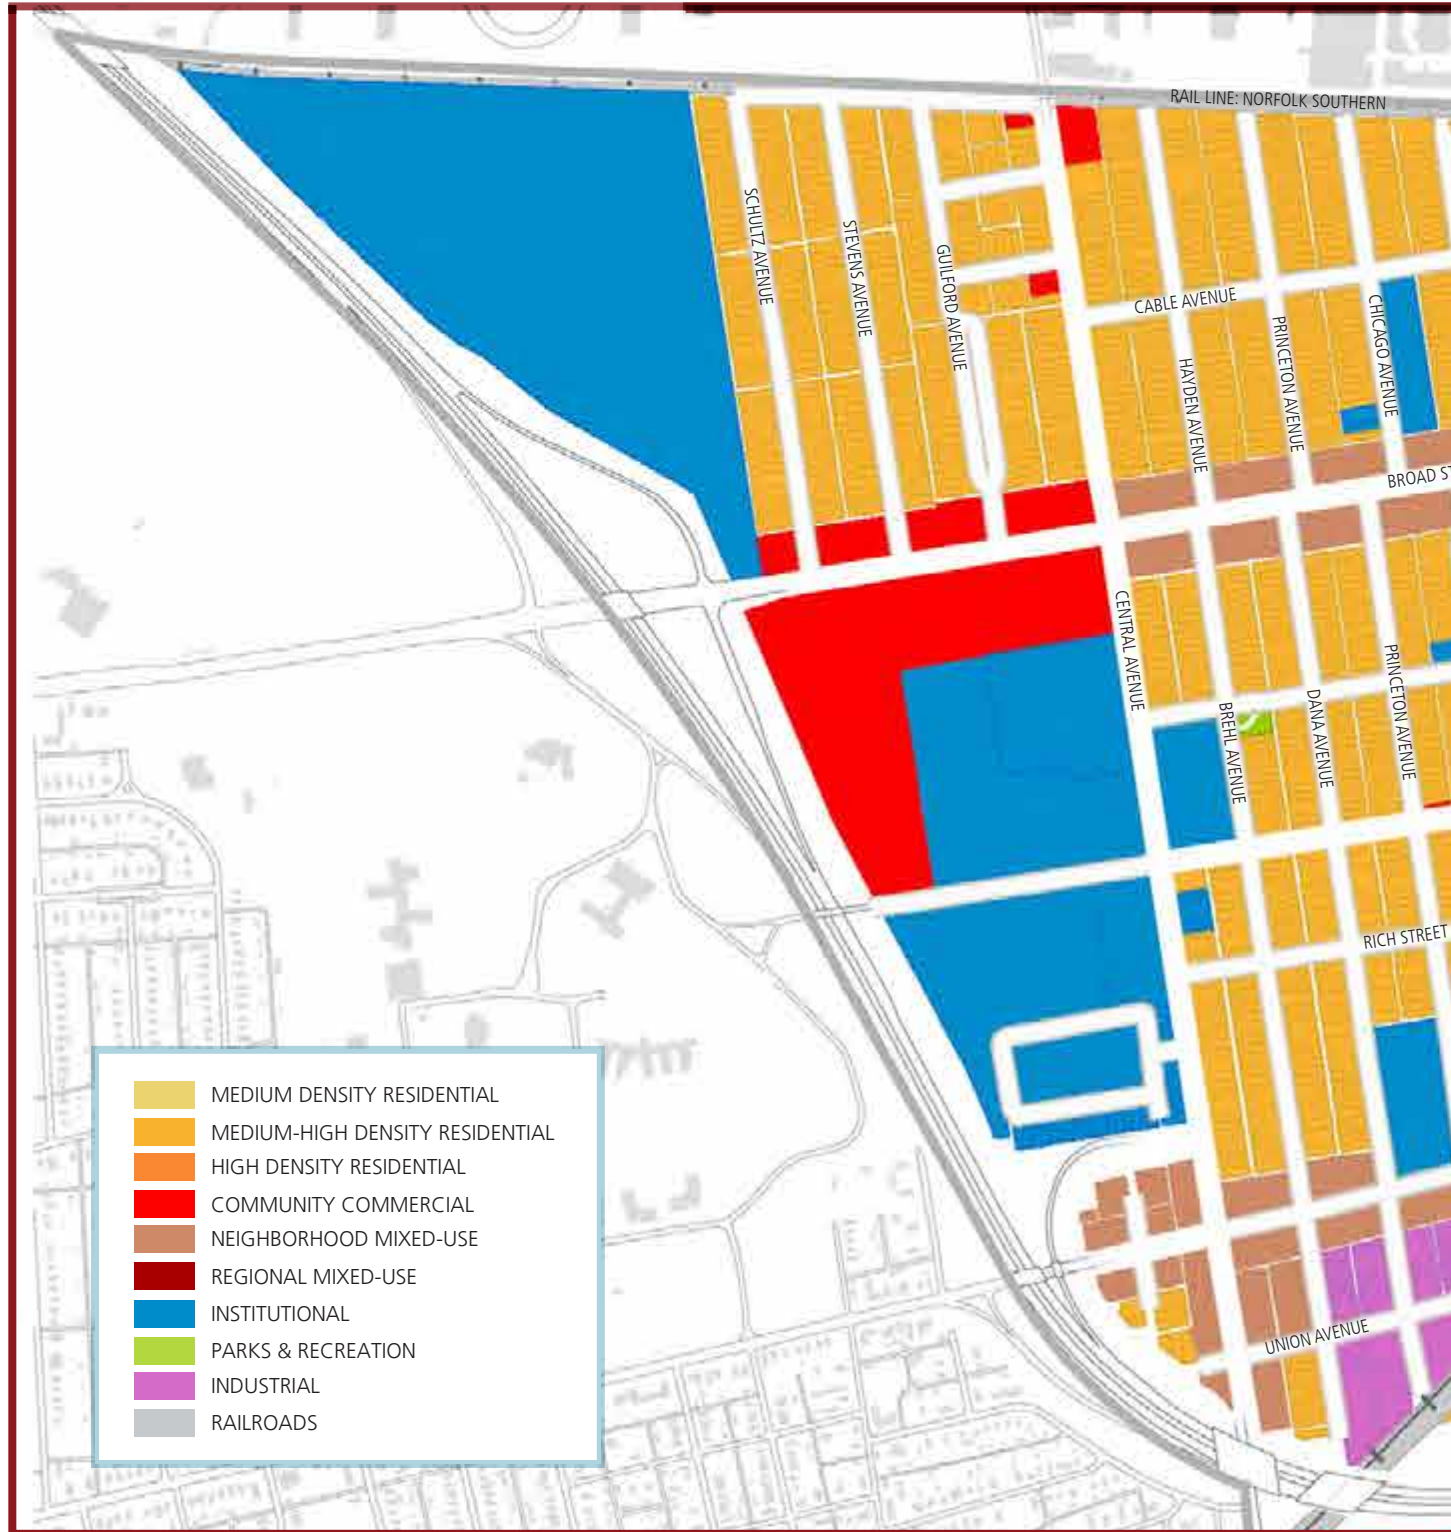 RAIL LINE: NORFOLK SOUTHERN
SCHULTZ AVENUE
STEVENS AVENUE
GUILFORD AVENUE
CABLE AVENUE
HAYDEN AVENUE
PRINCETON AVENUE
CHICAGO AVENUE
BROAD ST
CENTRAL AVENUE
BREHL AVENUE
DANA AVENUE
PRINCETON AVENUE
RICH STREET
UNION AVENUE
MEDIUM DENSITY RESIDENTIAL
MEDIUM-HIGH DENSITY RESIDENTIAL
HIGH DENSITY RESIDENTIAL
COMMUNITY COMMERCIAL
NEIGHBORHOOD MIXED-USE
REGIONAL MIXED-USE
INSTITUTIONAL
PARKS & RECREATION
INDUSTRIAL
RAILROADS